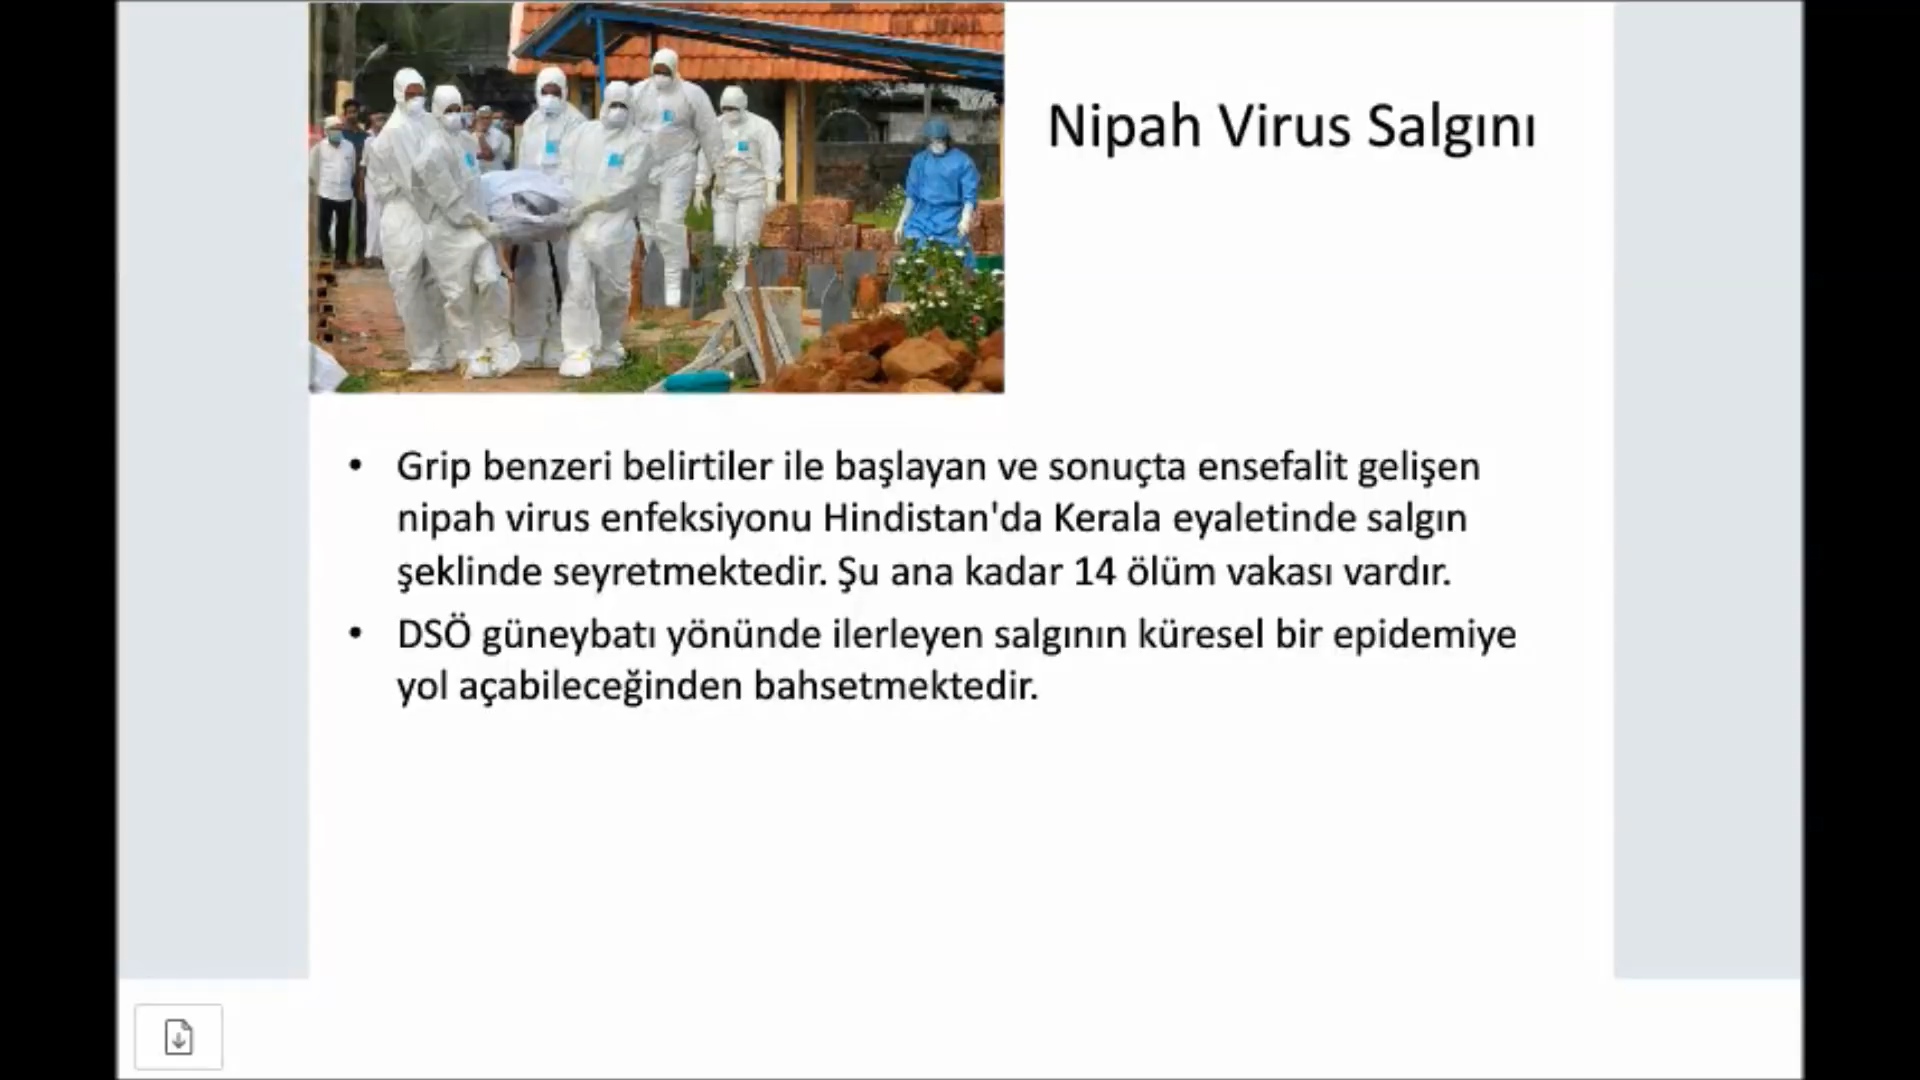 Nipah Virus Salgını
• Grip benzeri belirtiler ile başlayan ve sonuçta ensefalit gelişen
nipah virus enfeksiyonu Hindistan'da Kerala eyaletinde salgın
şeklinde seyretmektedir. Şu ana kadar 14 ölüm vakası vardır.
• DSÖ güneybatı yönünde ilerleyen salgının küresel bir epidemiye
yol açabileceğinden bahsetmektedir.